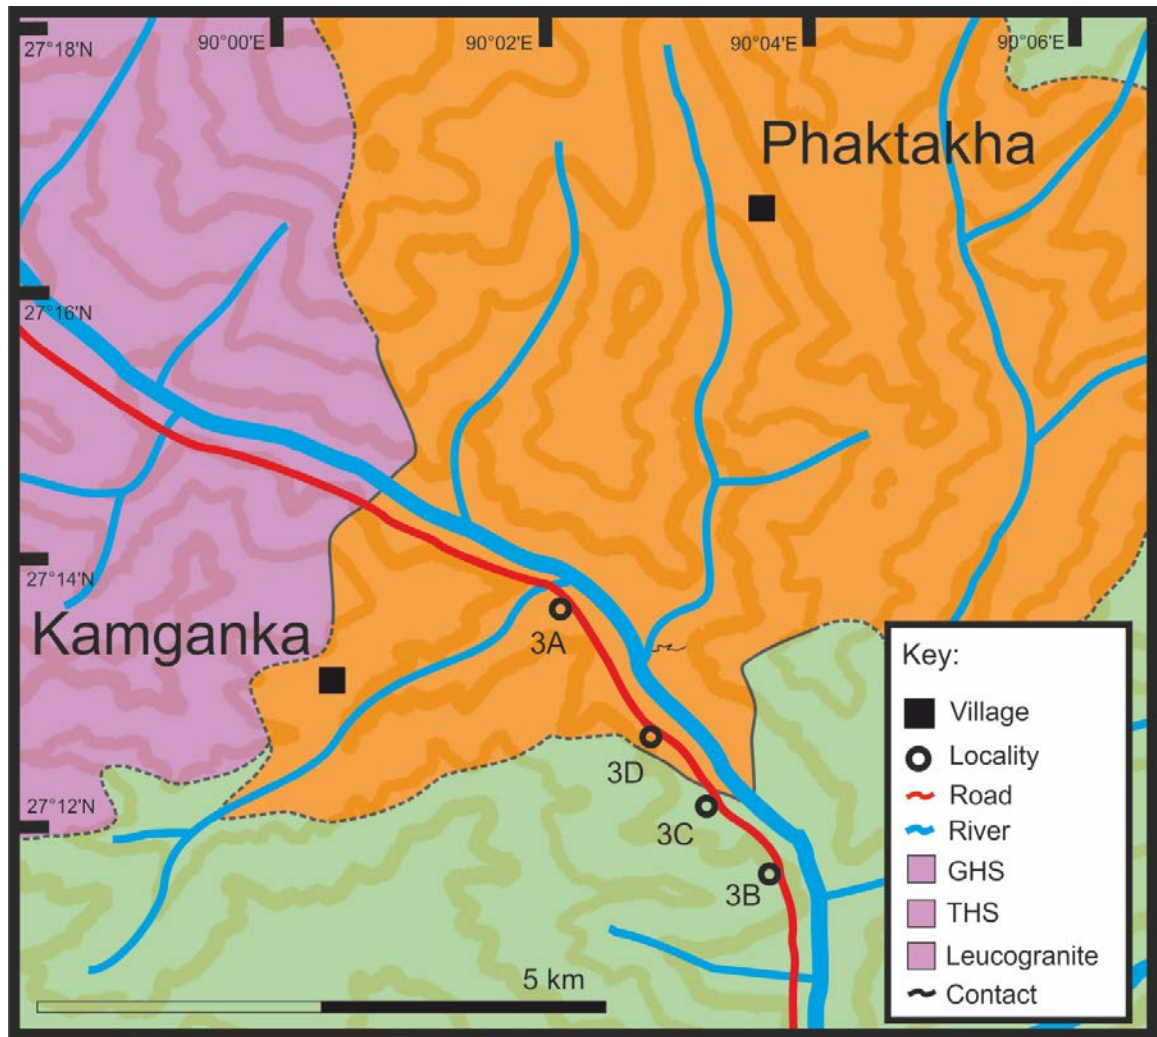 90°00'E
90°02'E
90°04'E
90°06'E
27°18'N
Phaktakha
27°16'N
27°14'N
Kamganka
3A
3D
27°12'N
3C
3B
5 km
Key:
Village
Locality
Road
River
GHS
THS
Leucogranite
Contact